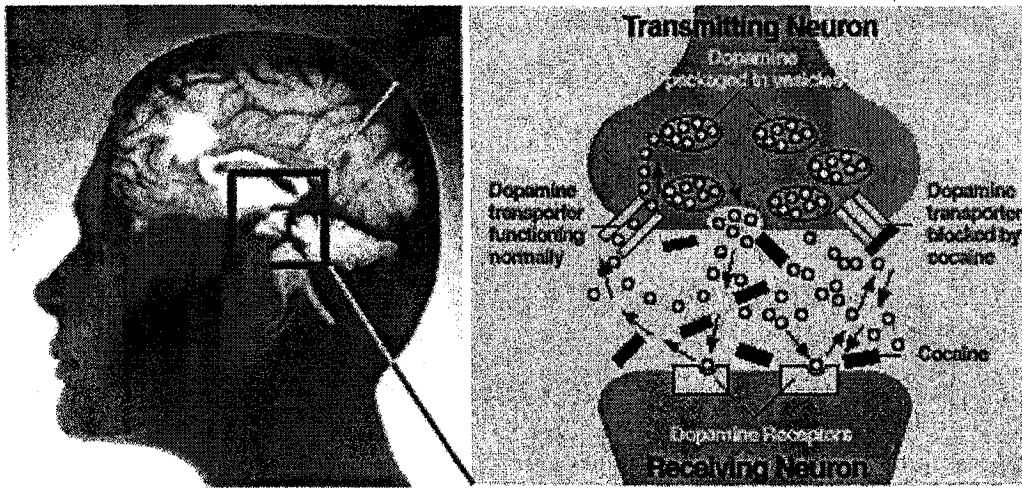 Transmitting Neuron
Dopamine
packaged in vesicles
Dopamine
transporter
functioning
normally
Dopamine
transporter
blocked by
cocaine
Cocaine
Dopamine Receptors
Receiving Neuron